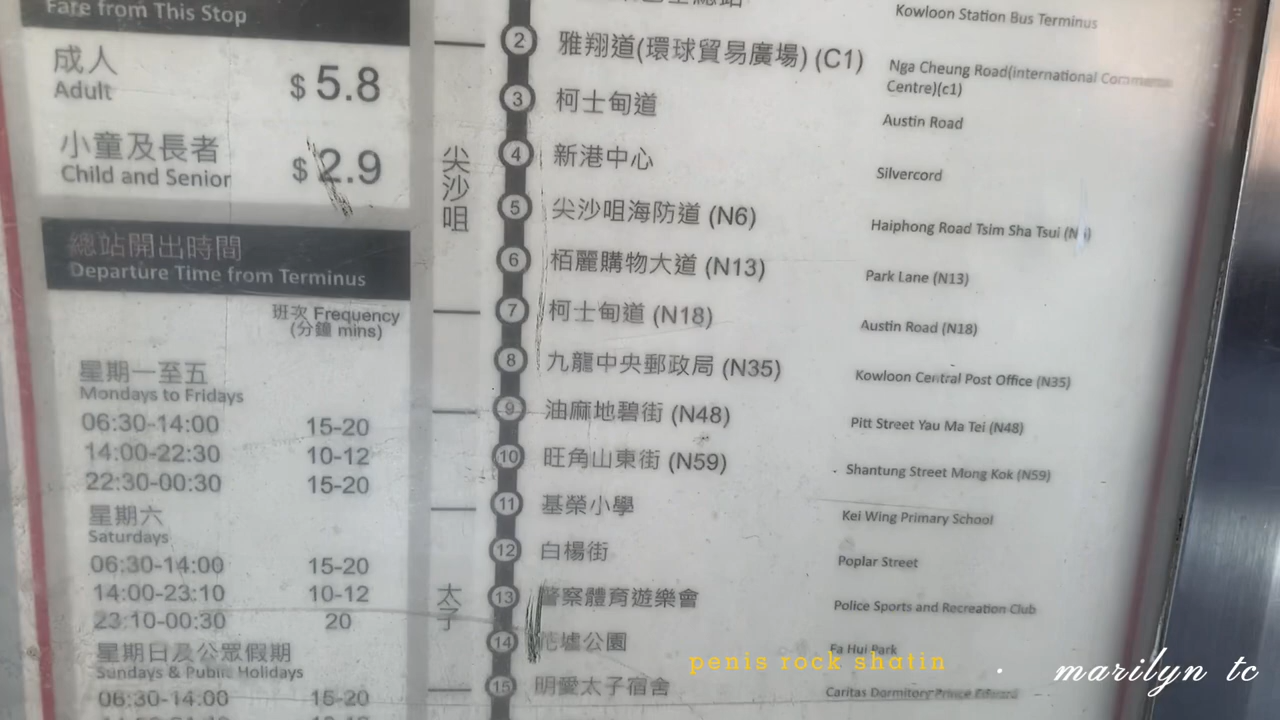 Fare from This Stop
成人
Adult
$ 5.8
小童及長者
Child and Senior
$ 2.9
總站開出時間
Departure Time from Terminus
班次 Frequency
(分鐘 mins)
星期一至五
Mondays to Fridays
06:30-14:00 15-20
14:00-22:30 10-12
22:30-00:30 15-20
星期六
Saturdays
06:30-14:00 15-20
14:00-23:10 10-12
23:10-00:30 20
星期日及公眾假期
Sundays & Public Holidays
06:30-14:00 15-20
尖沙咀
太子
Kowloon Station Bus Terminus
2 雅翔道(環球貿易廣場) (C1) Nga Cheung Road(international Commerce
Centre)(c1)
3 柯士甸道 Austin Road
4 新港中心 Silvercord
5 尖沙咀海防道 (N6) Haiphong Road Tsim Sha Tsui
6 栢麗購物大道 (N13) Park Lane (N13)
7 柯士甸道 (N18) Austin Road (N18)
8 九龍中央郵政局 (N35) Kowloon Central Post Office (N35)
9 油麻地碧街 (N48) Pitt Street Yau Ma Tei (N48)
10 旺角山東街 (N59) Shantung Street Mong Kok (N59)
11 基榮小學 Kei Wing Primary School
12 白楊街 Poplar Street
13 警察體育遊樂會 Police Sports and Recreation Club
14 花墟公園 Fa Hui Park
15 明愛太子宿舍 Caritas Dormitory Prince Edward
penis rock shatin · marilyn tc